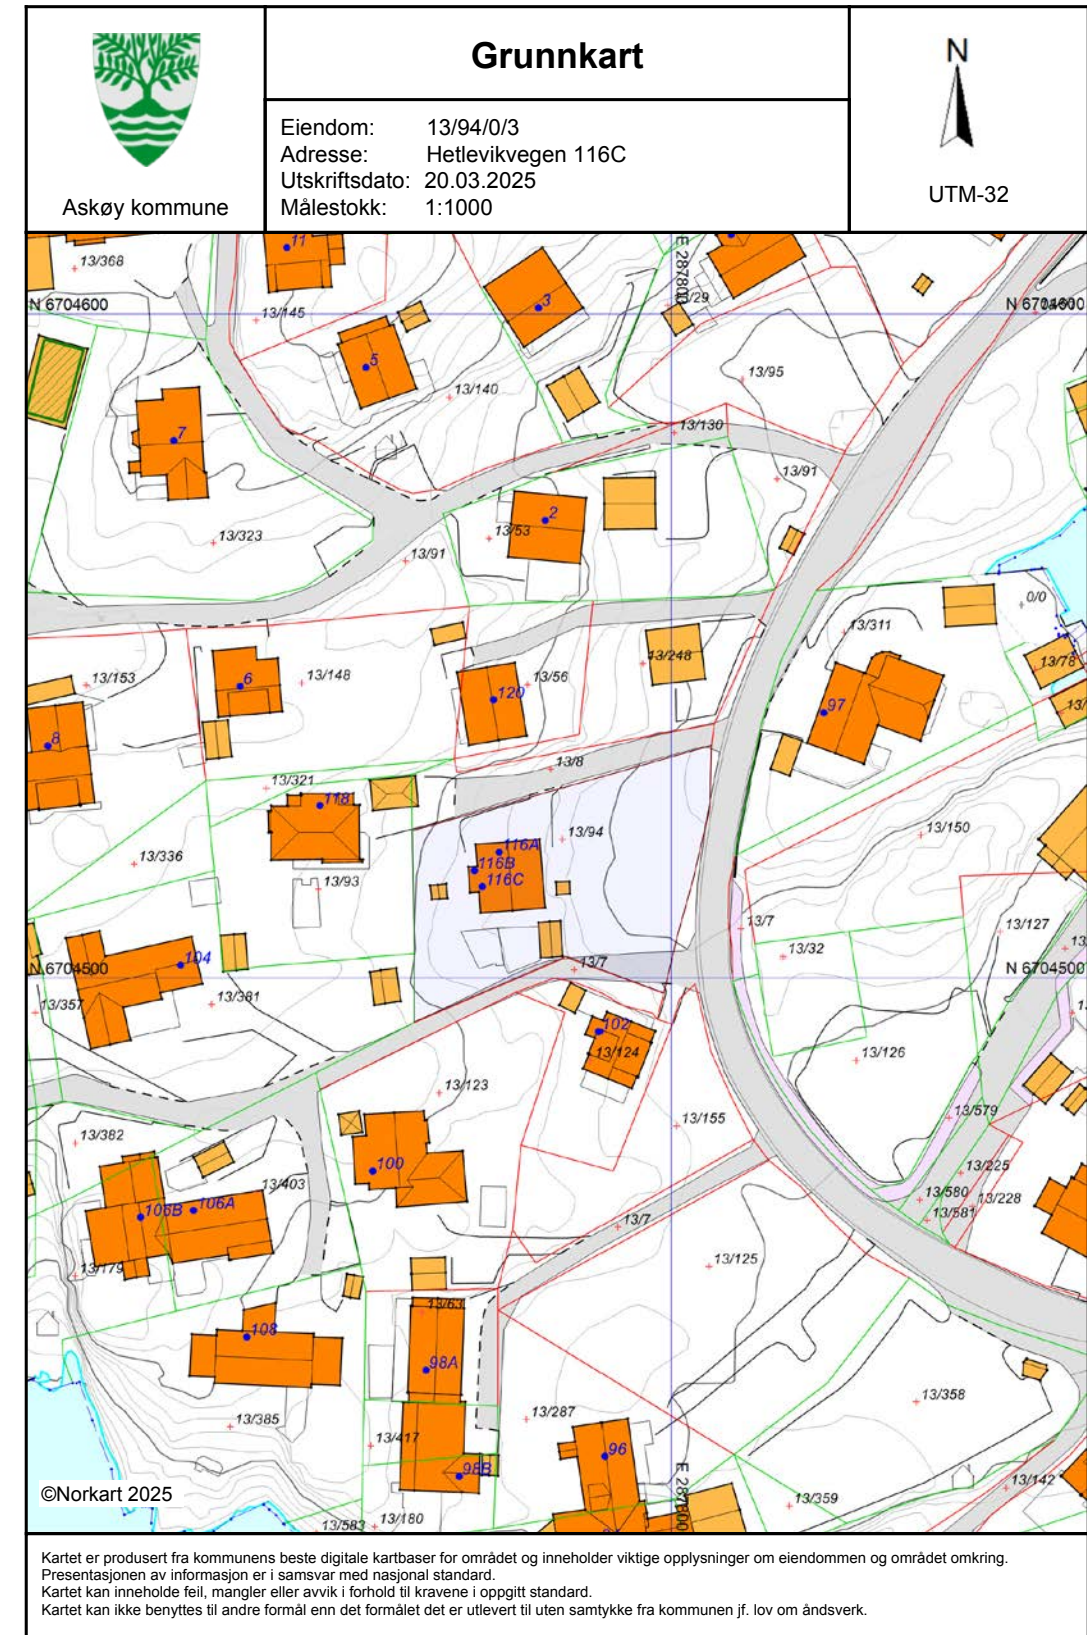 Grunnkart
N
Eiendom: 13/94/0/3
Adresse: Hetlevikvegen 116C
Utskriftsdato: 20.03.2025
Målestokk: 1:1000
Askøy kommune
UTM-32
11
13/368
E 287800
N 6704600
3
N 6704600
13/145
5
13/95
13/140
7
13/130
13/91
2
13/53
13/323
13/91
0/0
13/311
13/248
13/78
13/153
6
13/148
13/56
120
97
8
13/8
13/321
118
13/94
13/150
116A
13/336
116B
116C
13/93
13/7
13/127
13/32
104
N 6704500
13/7
N 6704500
13/357
13/381
102
13/124
13/126
13/123
13/579
13/155
13/382
100
13/225
13/403
13/580
13/228
106B
106A
13/581
13/7
13/125
13/179
13/63
108
98A
13/358
13/385
13/287
13/417
96
98B
E 287800
13/142
©Norkart 2025
13/359
13/583
13/180
Kartet er produsert fra kommunens beste digitale kartbaser for området og inneholder viktige opplysninger om eiendommen og området omkring.
Presentasjonen av informasjon er i samsvar med nasjonal standard.
Kartet kan inneholde feil, mangler eller avvik i forhold til kravene i oppgitt standard.
Kartet kan ikke benyttes til andre formål enn det formålet det er utlevert til uten samtykke fra kommunen jf. lov om åndsverk.